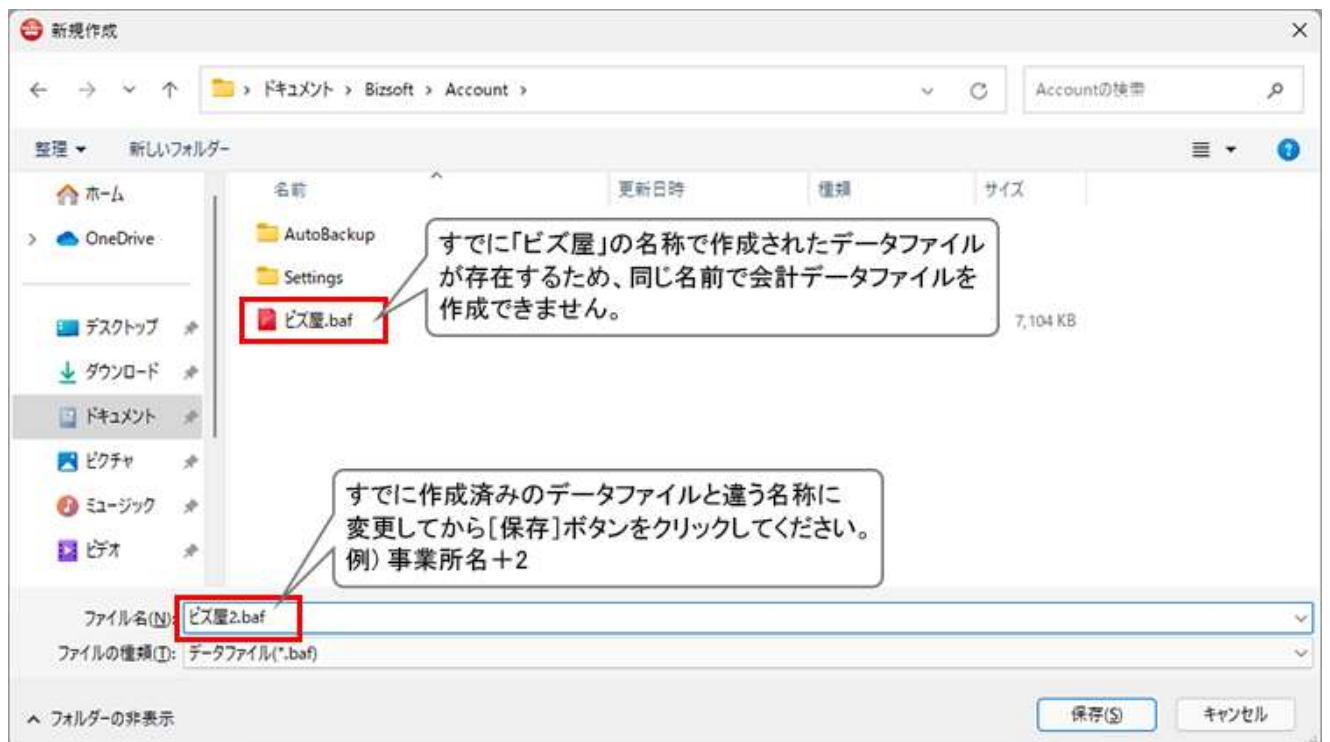 新規作成
ドキュメント > Bizsoft > Account >
Accountの検索
整理
新しいフォルダー
名前
更新日時
種類
サイズ
ホーム
OneDrive
AutoBackup
Settings
ビズ屋.baf
7,104 KB
すでに「ビズ屋」の名称で作成されたデータファイル
が存在するため、同じ名前で会計データファイルを
作成できません。
デスクトップ
ダウンロード
ドキュメント
ピクチャ
ミュージック
ビデオ
すでに作成済みのデータファイルと違う名称に
変更してから[保存]ボタンをクリックしてください。
例) 事業所名+2
ファイル名(N): ビズ屋2.baf
ファイルの種類(T): データファイル(*.baf)
フォルダーの非表示
保存(S)
キャンセル